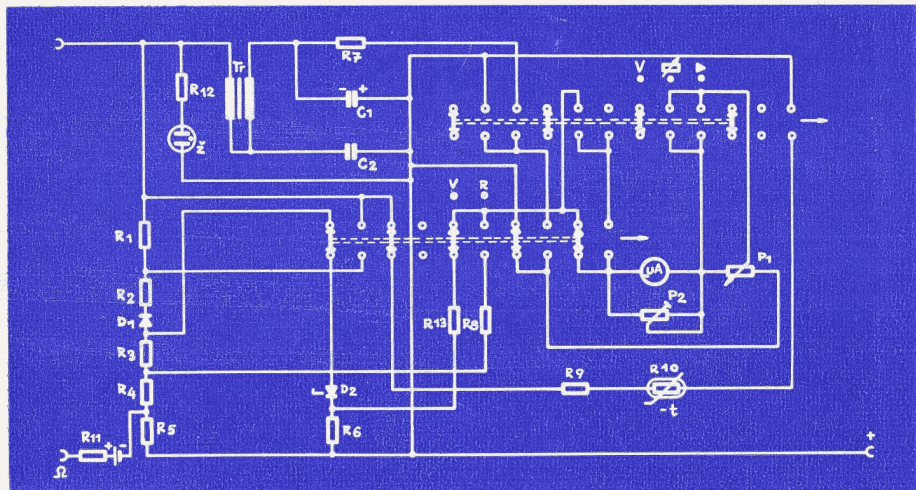 R7
Tr
V
R12
- +
C1
Ž
C2
V R
R1
µA
P1
R2
P2
D1
R13 R8
R3
R9 R10
R4
D2
-t
R5
R6
R11
+ -
+
Ω